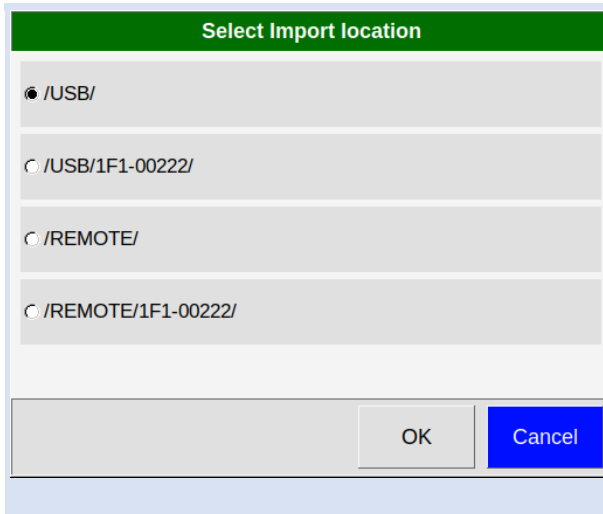 Select Import location
/USB/
/USB/1F1-00222/
/REMOTE/
/REMOTE/1F1-00222/
OK
Cancel